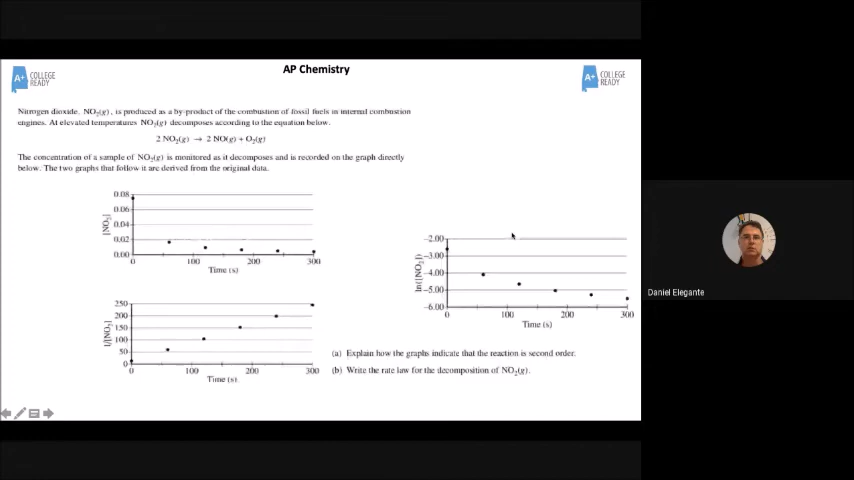 AP Chemistry
A+ COLLEGE READY
A+ COLLEGE READY
Nitrogen dioxide, NO₂(g), is produced as a by-product of the combustion of fossil fuels in internal combustion
engines. At elevated temperatures NO₂(g) decomposes according to the equation below.
2 NO₂(g) → 2 NO(g) + O₂(g)
The concentration of a sample of NO₂(g) is monitored as it decomposes and is recorded on the graph directly
below. The two graphs that follow it are derived from the original data.
[NO₂]
0.08
0.06
0.04
0.02
0.00
0 100 200 300
Time (s)
ln([NO₂])
−2.00
−3.00
−4.00
−5.00
−6.00
0 100 200 300
Time (s)
1/[NO₂]
250
200
150
100
50
0
0 100 200 300
Time (s)
(a) Explain how the graphs indicate that the reaction is second order.
(b) Write the rate law for the decomposition of NO₂(g).
Daniel Elegante